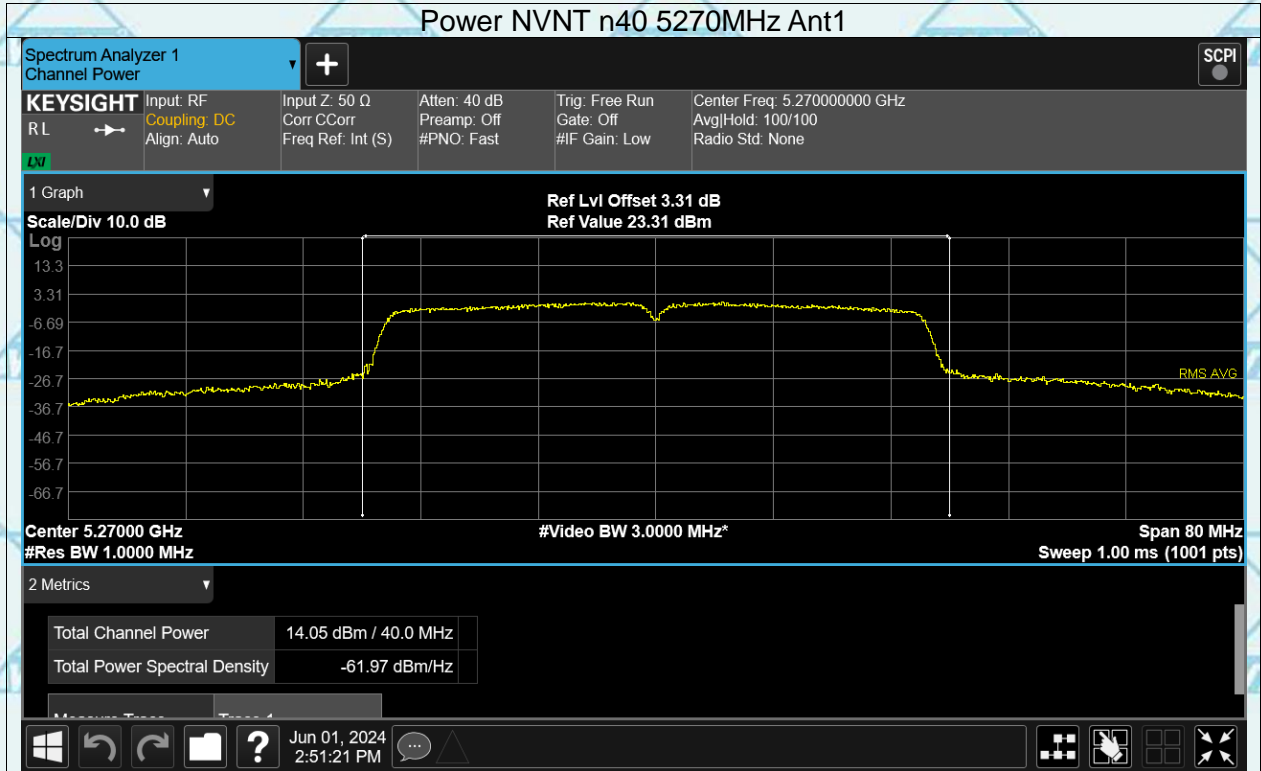 Power NVNT n40 5270MHz Ant1
Spectrum Analyzer 1
Channel Power
SCPI
KEYSIGHT
R L
LXI
Input: RF
Coupling: DC
Align: Auto
Input Z: 50 Ω
Corr CCorr
Freq Ref: Int (S)
Atten: 40 dB
Preamp: Off
#PNO: Fast
Trig: Free Run
Gate: Off
#IF Gain: Low
Center Freq: 5.270000000 GHz
Avg|Hold: 100/100
Radio Std: None
1 Graph
Scale/Div 10.0 dB
Ref Lvl Offset 3.31 dB
Ref Value 23.31 dBm
Log
13.3
3.31
-6.69
-16.7
-26.7
-36.7
-46.7
-56.7
-66.7
RMS AVG
Center 5.27000 GHz
#Res BW 1.0000 MHz
#Video BW 3.0000 MHz*
Span 80 MHz
Sweep 1.00 ms (1001 pts)
2 Metrics
Total Channel Power 14.05 dBm / 40.0 MHz
Total Power Spectral Density -61.97 dBm/Hz
Measure Trace Trace 1
?
Jun 01, 2024
2:51:21 PM